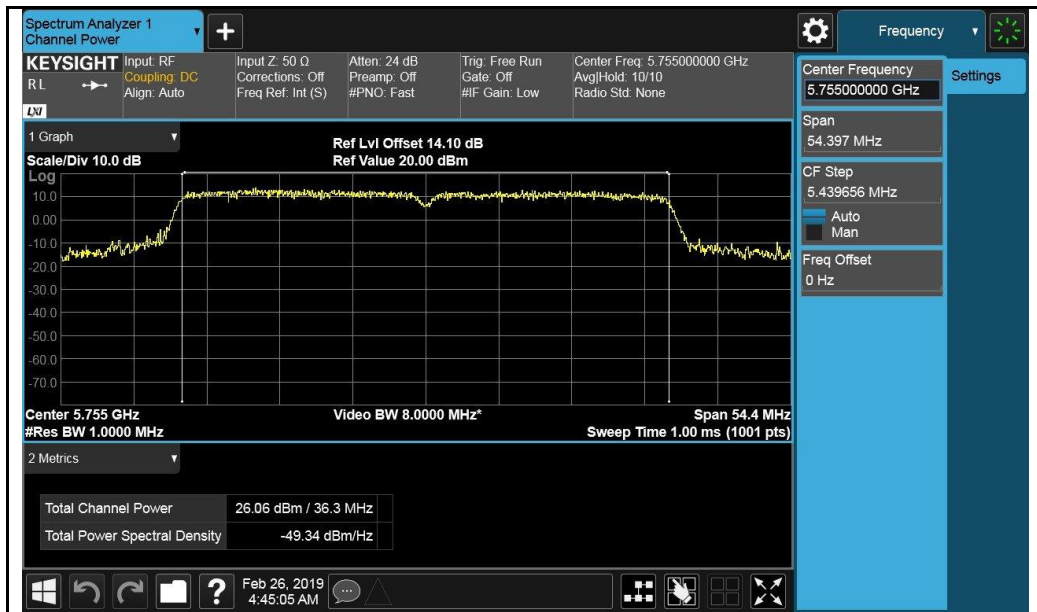 Spectrum Analyzer 1
Channel Power
+
Frequency
KEYSIGHT
R L
LXI
Input: RF
Coupling: DC
Align: Auto
Input Z: 50 Ω
Corrections: Off
Freq Ref: Int (S)
Atten: 24 dB
Preamp: Off
#PNO: Fast
Trig: Free Run
Gate: Off
#IF Gain: Low
Center Freq: 5.755000000 GHz
Avg|Hold: 10/10
Radio Std: None
Center Frequency
5.755000000 GHz
Settings
Span
54.397 MHz
CF Step
5.439656 MHz
Auto
Man
Freq Offset
0 Hz
1 Graph
Scale/Div 10.0 dB
Ref Lvl Offset 14.10 dB
Ref Value 20.00 dBm
Log
10.0
0.00
-10.0
-20.0
-30.0
-40.0
-50.0
-60.0
-70.0
Center 5.755 GHz
#Res BW 1.0000 MHz
Video BW 8.0000 MHz*
Span 54.4 MHz
Sweep Time 1.00 ms (1001 pts)
2 Metrics
Total Channel Power 26.06 dBm / 36.3 MHz
Total Power Spectral Density -49.34 dBm/Hz
?
Feb 26, 2019
4:45:05 AM